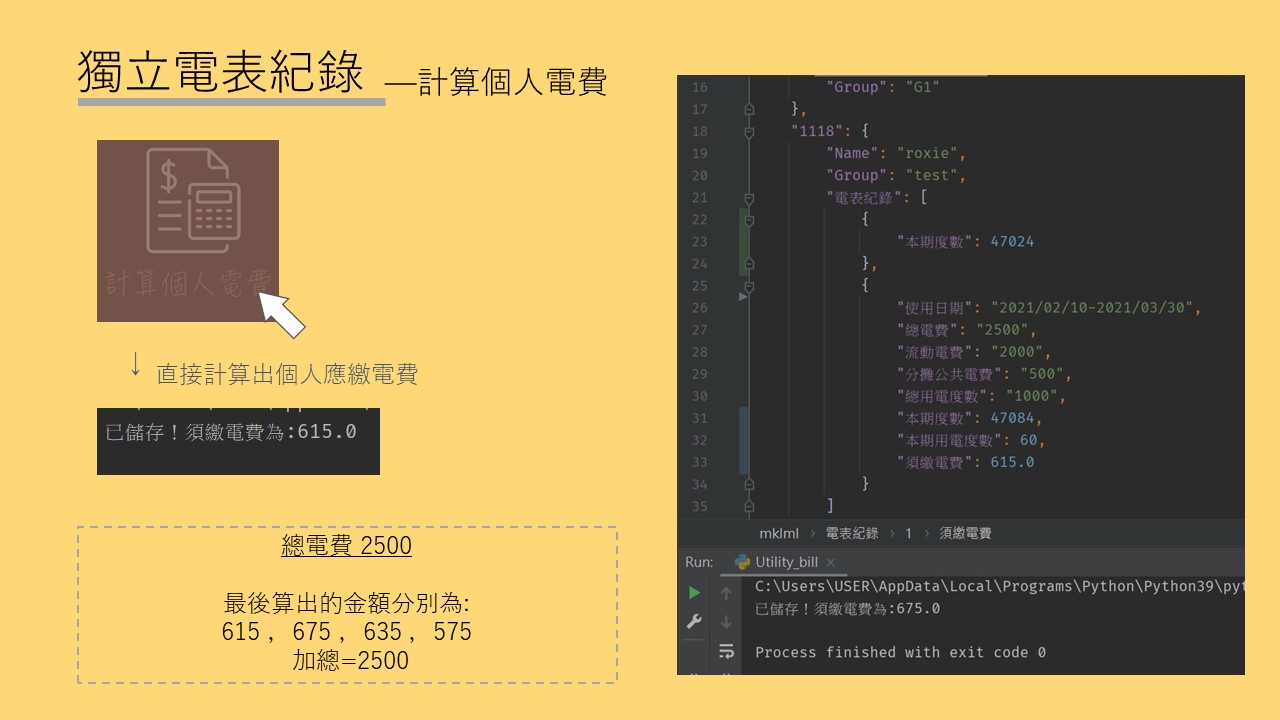 獨立電表紀錄 —計算個人電費
計算個人電費
↓ 直接計算出個人應繳電費
已儲存！須繳電費為:615.0
總電費 2500
最後算出的金額分別為:
615 ， 675 ， 635 ， 575
加總=2500
16 "Group": "G1"
17 },
18 "1118": {
19 "Name": "roxie",
20 "Group": "test",
21 "電表紀錄": [
22 {
23 "本期度數": 47024
24 },
25 {
26 "使用日期": "2021/02/10-2021/03/30",
27 "總電費": "2500",
28 "流動電費": "2000",
29 "分攤公共電費": "500",
30 "總用電度數": "1000",
31 "本期度數": 47084,
32 "本期用電度數": 60,
33 "須繳電費": 615.0
34 }
35 ]
mklml › 電表紀錄 › 1 › 須繳電費
Run: Utility_bill ×
C:\Users\USER\AppData\Local\Programs\Python\Python39\pyt
已儲存！須繳電費為:675.0
Process finished with exit code 0